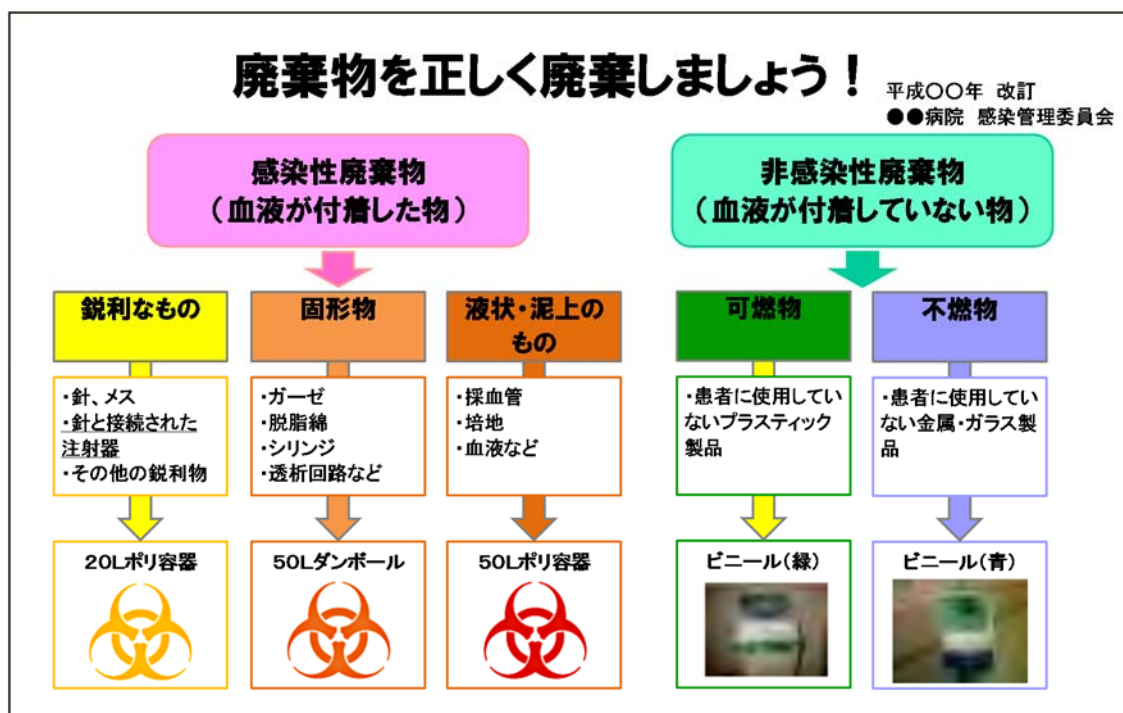 廃棄物を正しく廃棄しましょう!
平成〇〇年 改訂
●●病院 感染管理委員会
感染性廃棄物
(血液が付着した物)
非感染性廃棄物
(血液が付着していない物)
鋭利なもの
固形物
液状・泥上の
もの
可燃物
不燃物
・針、メス
・針と接続された
注射器
・その他の鋭利物
・ガーゼ
・脱脂綿
・シリンジ
・透析回路など
・採血管
・培地
・血液など
・患者に使用してい
ないプラスティック
製品
・患者に使用してい
ない金属・ガラス製
品
20Lポリ容器
50Lダンボール
50Lポリ容器
ビニール(緑)
ビニール(青)